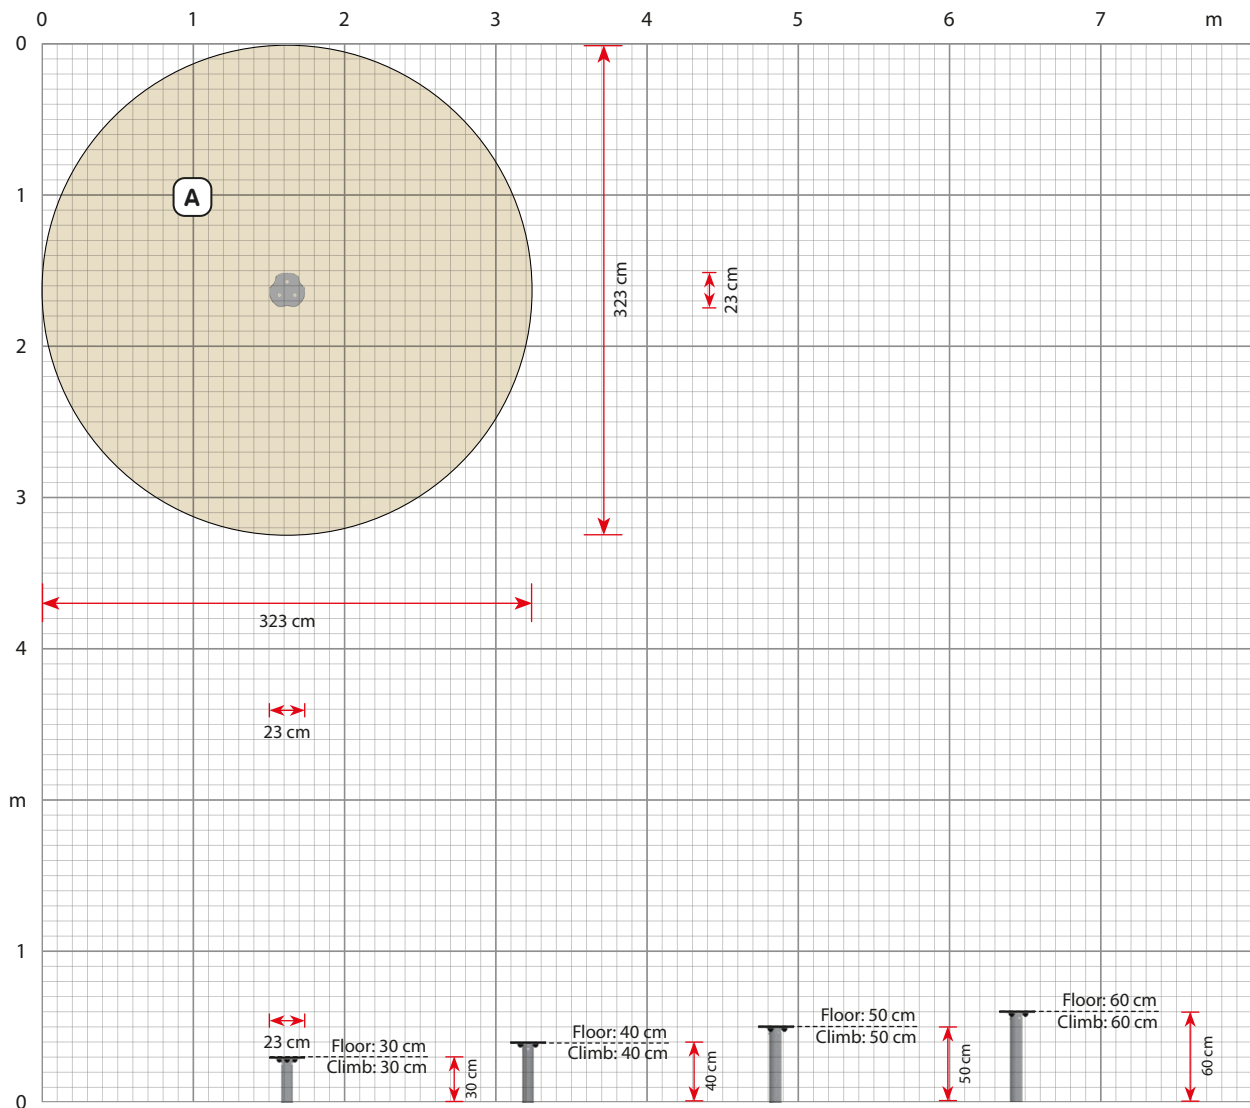 0 1 2 3 4 5 6 7 m
0
A
1
323 cm
23 cm
2
3
323 cm
4
23 cm
m
1
Floor: 60 cm
Climb: 60 cm
Floor: 50 cm
Climb: 50 cm
Floor: 40 cm
Climb: 40 cm
23 cm
Floor: 30 cm
Climb: 30 cm
30 cm
40 cm
50 cm
60 cm
0